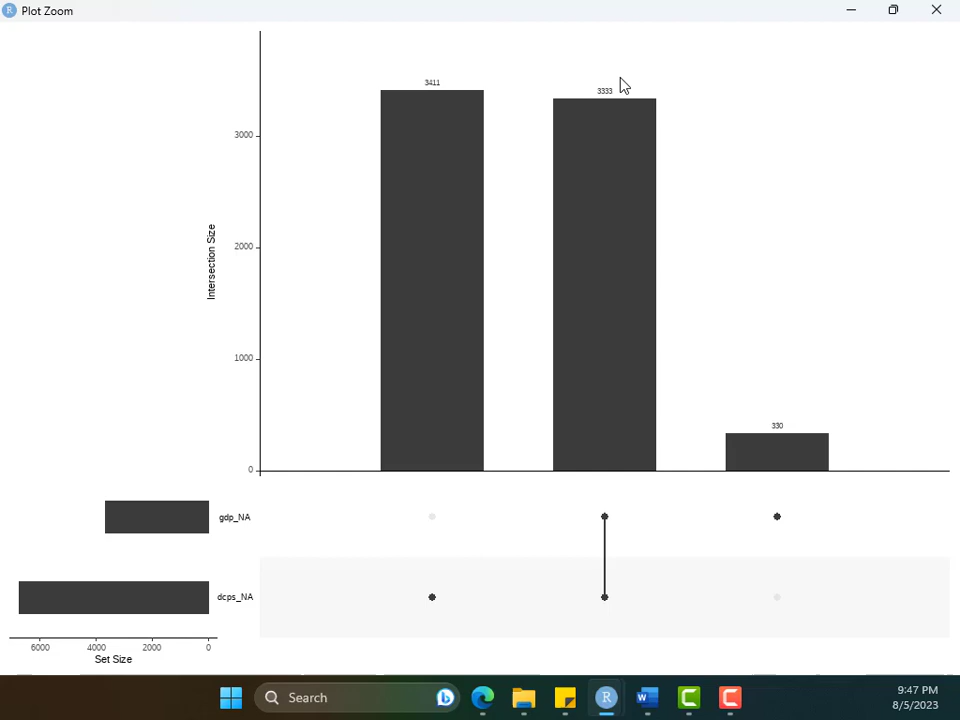 R Plot Zoom
3411
3333
330
3000
2000
1000
0
Intersection Size
gdp_NA
dcps_NA
6000 4000 2000 0
Set Size
Search
9:47 PM
8/5/2023